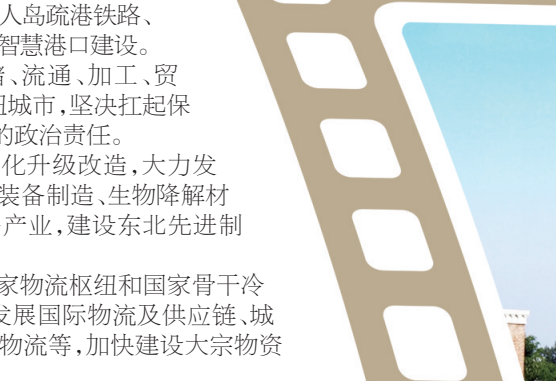 人岛疏港铁路、
智慧港口建设。
、流通、加工、贸
城市,坚决扛起保
的政治责任。
化升级改造,大力发
装备制造、生物降解材
产业,建设东北先进制
家物流枢纽和国家骨干冷
发展国际物流及供应链、城
物流等,加快建设大宗物资